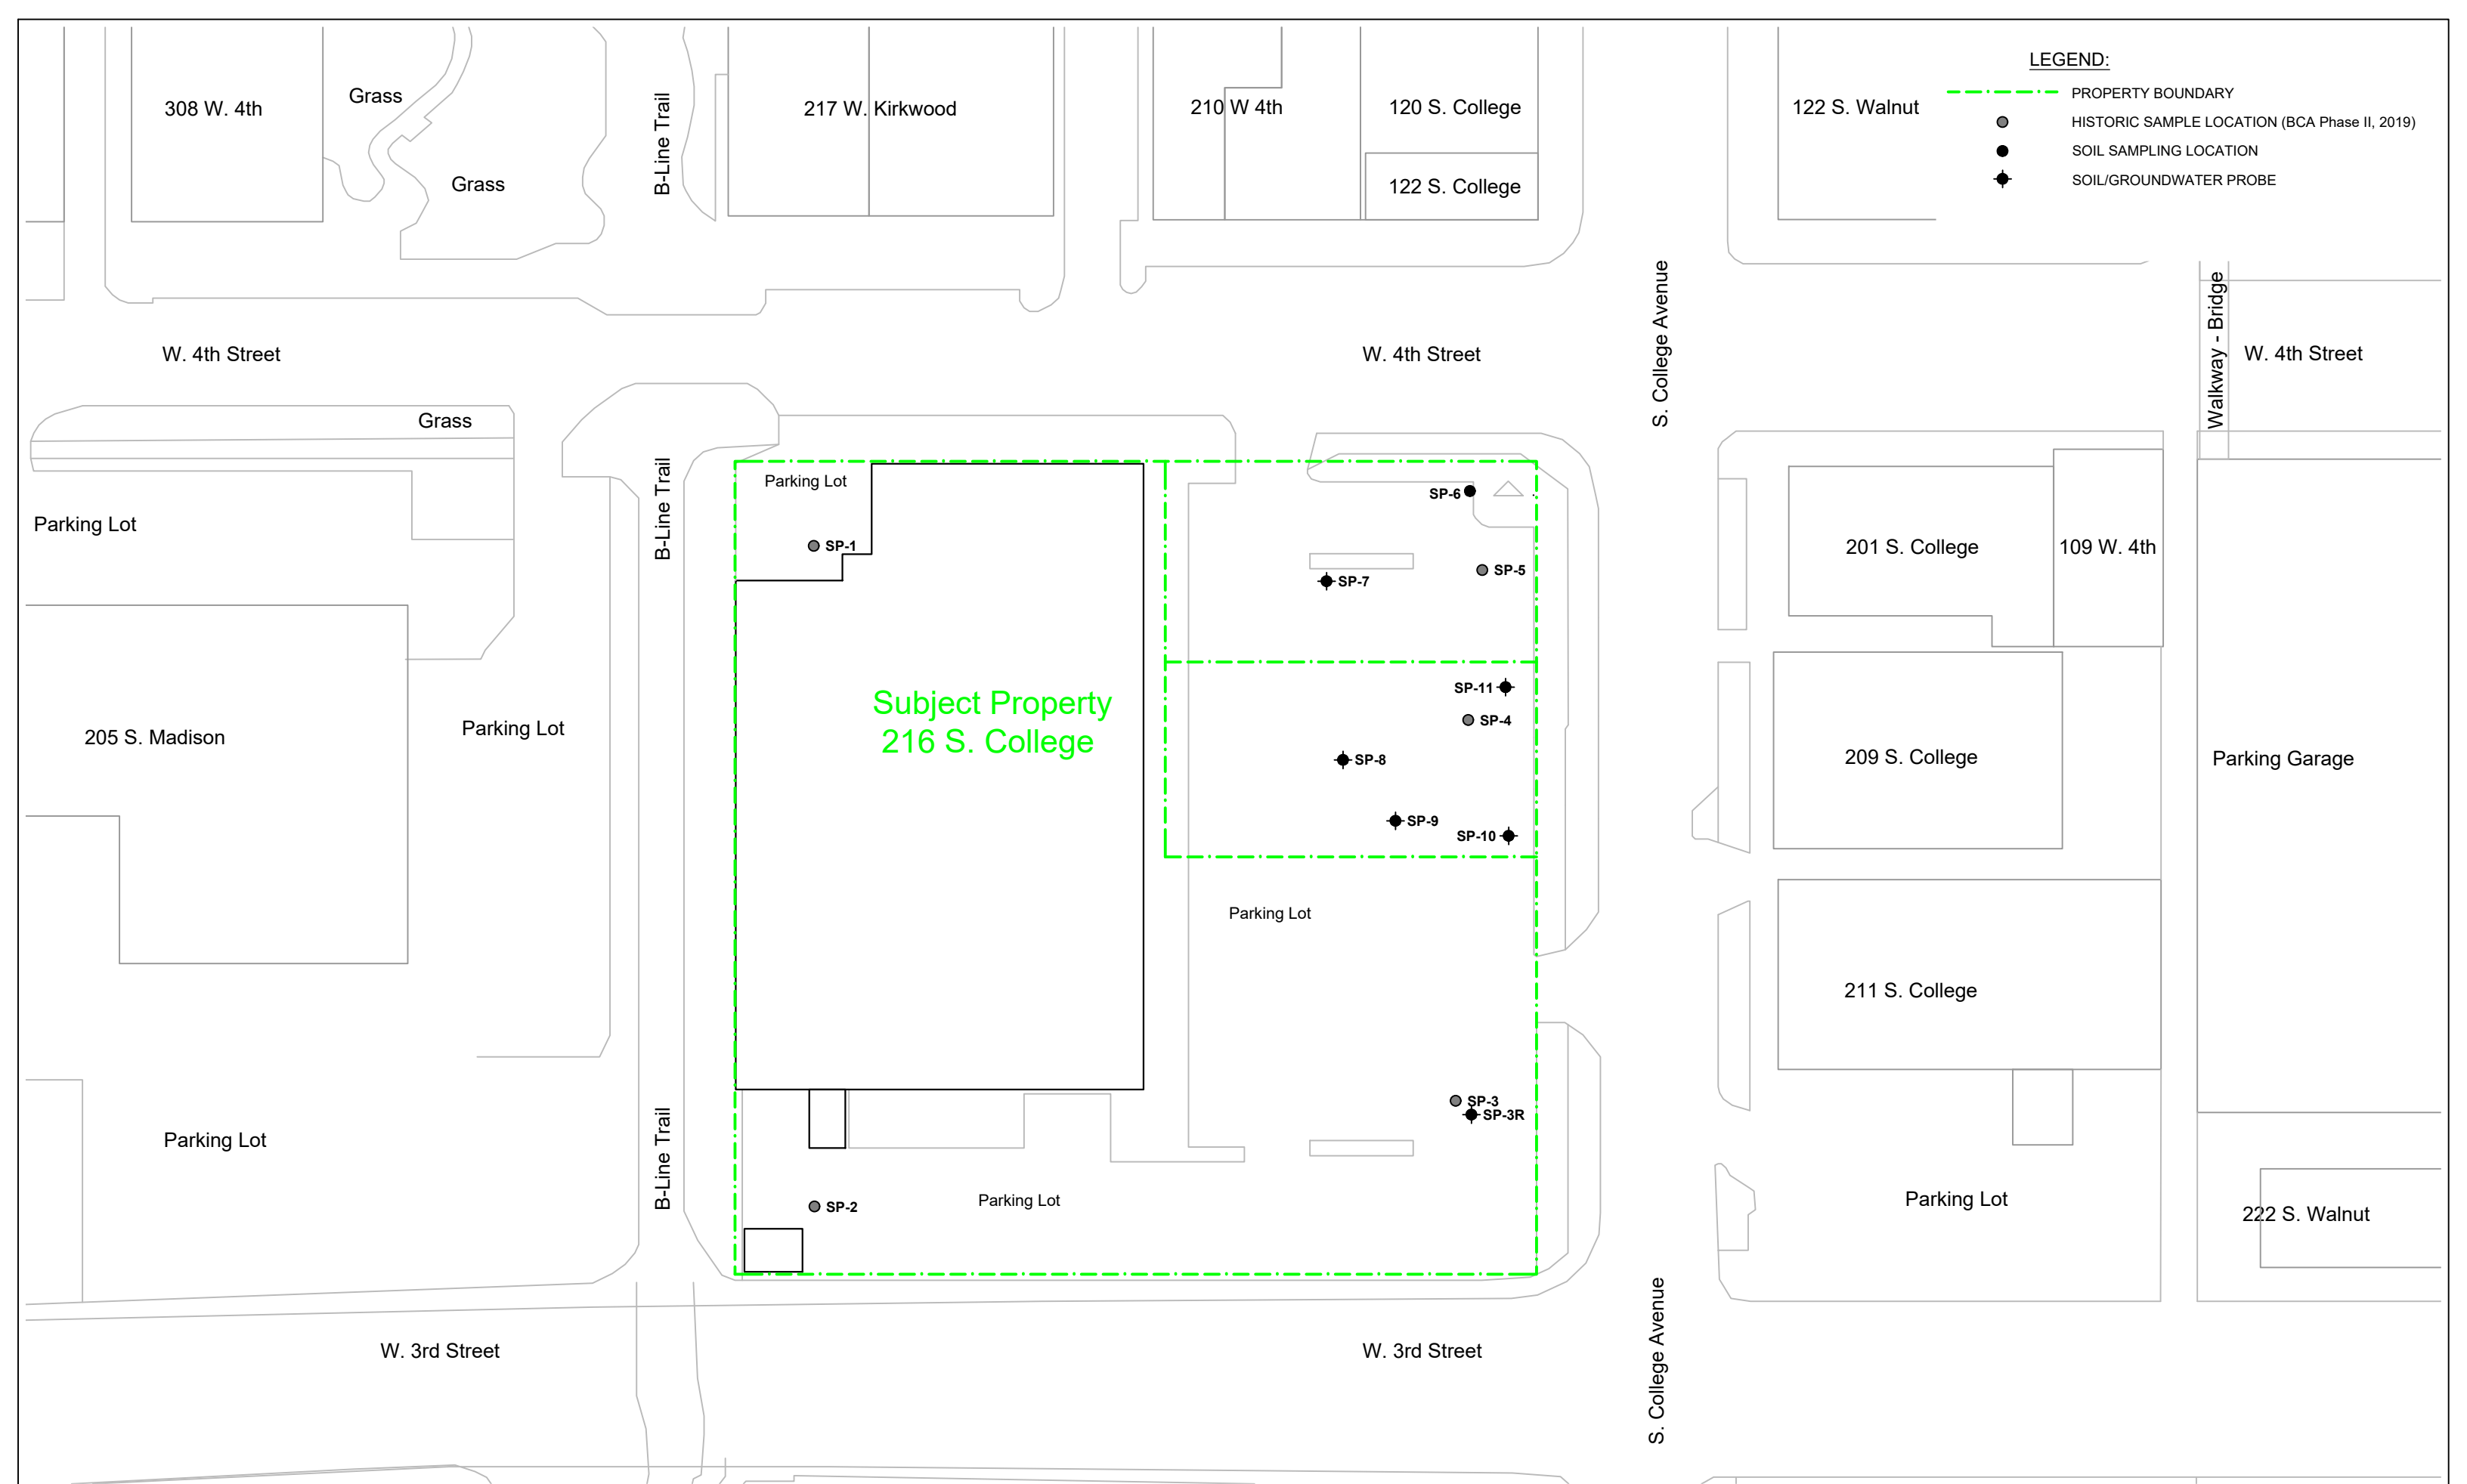 LEGEND:
PROPERTY BOUNDARY
HISTORIC SAMPLE LOCATION (BCA Phase II, 2019)
SOIL SAMPLING LOCATION
SOIL/GROUNDWATER PROBE
308 W. 4th
Grass
Grass
B-Line Trail
217 W. Kirkwood
210 W 4th
120 S. College
122 S. College
122 S. Walnut
W. 4th Street
W. 4th Street
S. College Avenue
Walkway - Bridge
W. 4th Street
Grass
Parking Lot
B-Line Trail
Parking Lot
SP-1
SP-6
SP-5
SP-7
201 S. College
109 W. 4th
205 S. Madison
Parking Lot
Subject Property
216 S. College
SP-11
SP-4
SP-8
SP-9
SP-10
209 S. College
Parking Garage
Parking Lot
211 S. College
Parking Lot
B-Line Trail
SP-3
SP-3R
SP-2
Parking Lot
Parking Lot
222 S. Walnut
W. 3rd Street
W. 3rd Street
S. College Avenue